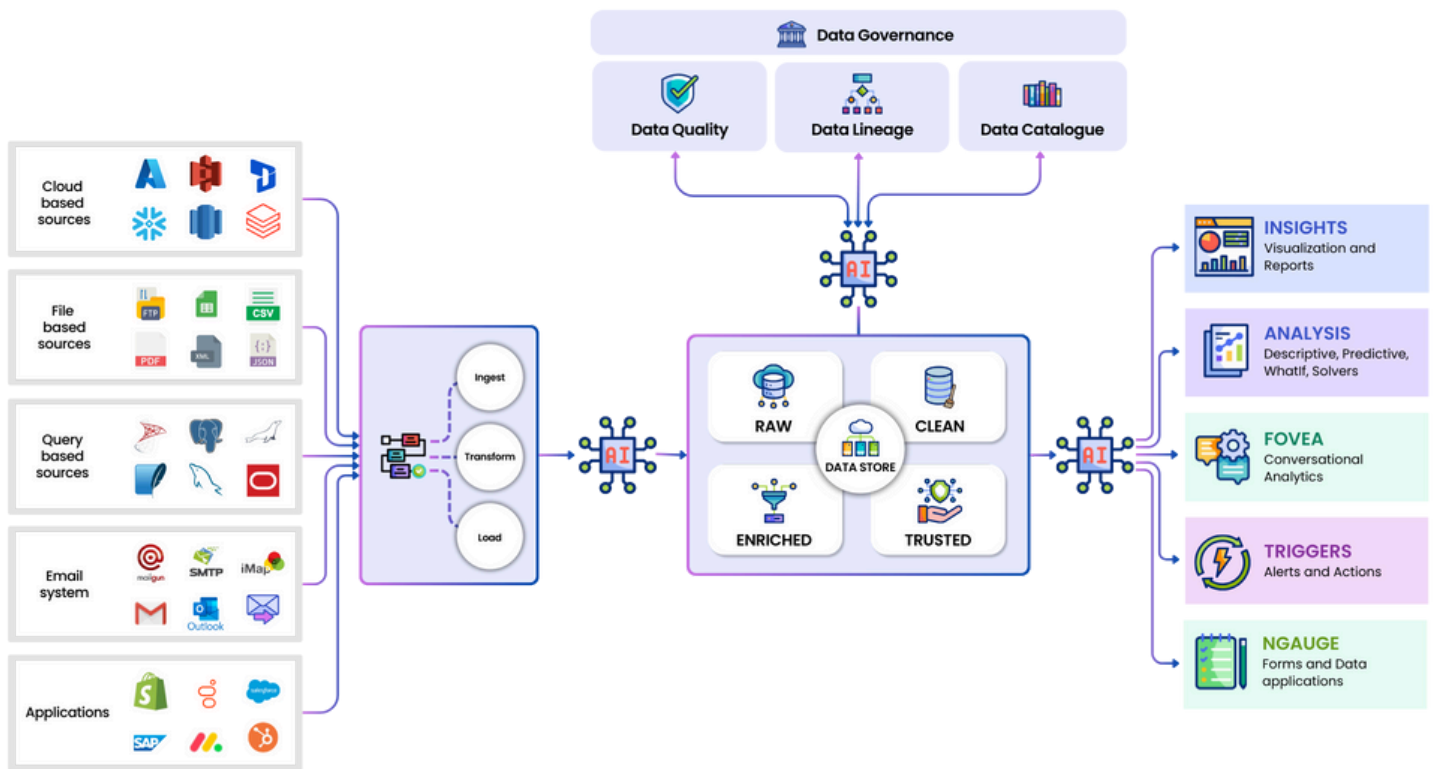 Data Governance
Data Quality
Data Lineage
Data Catalogue
Cloud
based
sources
File
based
sources
FTP
CSV
PDF
XML
JSON
Query
based
sources
Email
system
mailgun
SMTP
iMap
Outlook
Applications
S
salesforce
SAP
Ingest
Transform
Load
AI
AI
RAW
CLEAN
DATA STORE
ENRICHED
TRUSTED
AI
INSIGHTS
Visualization and
Reports
ANALYSIS
Descriptive, Predictive,
WhatIf, Solvers
FOVEA
Conversational
Analytics
TRIGGERS
Alerts and Actions
NGAUGE
Forms and Data
applications